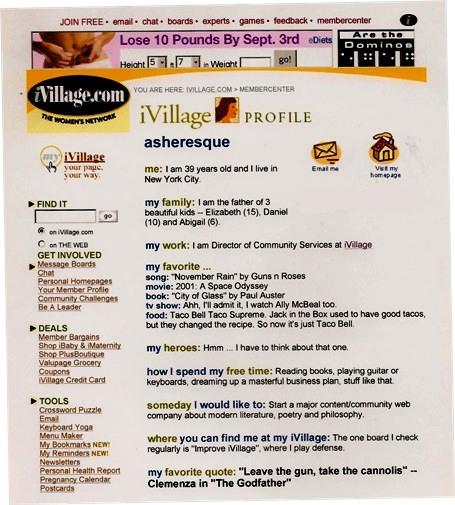 JOIN FREE • email • chat • boards • experts • games • feedback • membercenter
i
Lose 10 Pounds By Sept. 3rd eDiets
Height 5 ft 7 in Weight go!
Are the Dominos
iVillage.com
THE WOMEN'S NETWORK
YOU ARE HERE: IVILLAGE.COM > MEMBERCENTER
iVillage PROFILE
asheresque
my iVillage
your page,
your way.
me: I am 39 years old and I live in
New York City.
Email me
Visit my
homepage
my family: I am the father of 3
beautiful kids -- Elizabeth (15), Daniel
(10) and Abigail (6).
my work: I am Director of Community Services at iVillage
my favorite ...
song: "November Rain" by Guns n Roses
movie: 2001: A Space Odyssey
book: "City of Glass" by Paul Auster
tv show: Ahh, I'll admit it, I watch Ally McBeal too.
food: Taco Bell Taco Supreme. Jack in the Box used to have good tacos,
but they changed the recipe. So now it's just Taco Bell.
my heroes: Hmm ... I have to think about that one.
how I spend my free time: Reading books, playing guitar or
keyboards, dreaming up a masterful business plan, stuff like that.
someday I would like to: Start a major content/community web
company about modern literature, poetry and philosophy.
where you can find me at my iVillage: The one board I check
regularly is "Improve iVillage", where I play defense.
my favorite quote: "Leave the gun, take the cannolis" --
Clemenza in "The Godfather"
FIND IT
go
on iVillage.com
on THE WEB
GET INVOLVED
Message Boards
Chat
Personal Homepages
Your Member Profile
Community Challenges
Be A Leader
DEALS
Member Bargains
Shop iBaby & iMaternity
Shop PlusBoutique
Valupage Grocery
Coupons
iVillage Credit Card
TOOLS
Crossword Puzzle
Email
Keyboard Yoga
Menu Maker
My Bookmarks NEW!
My Reminders NEW!
Newsletters
Personal Health Report
Pregnancy Calendar
Postcards